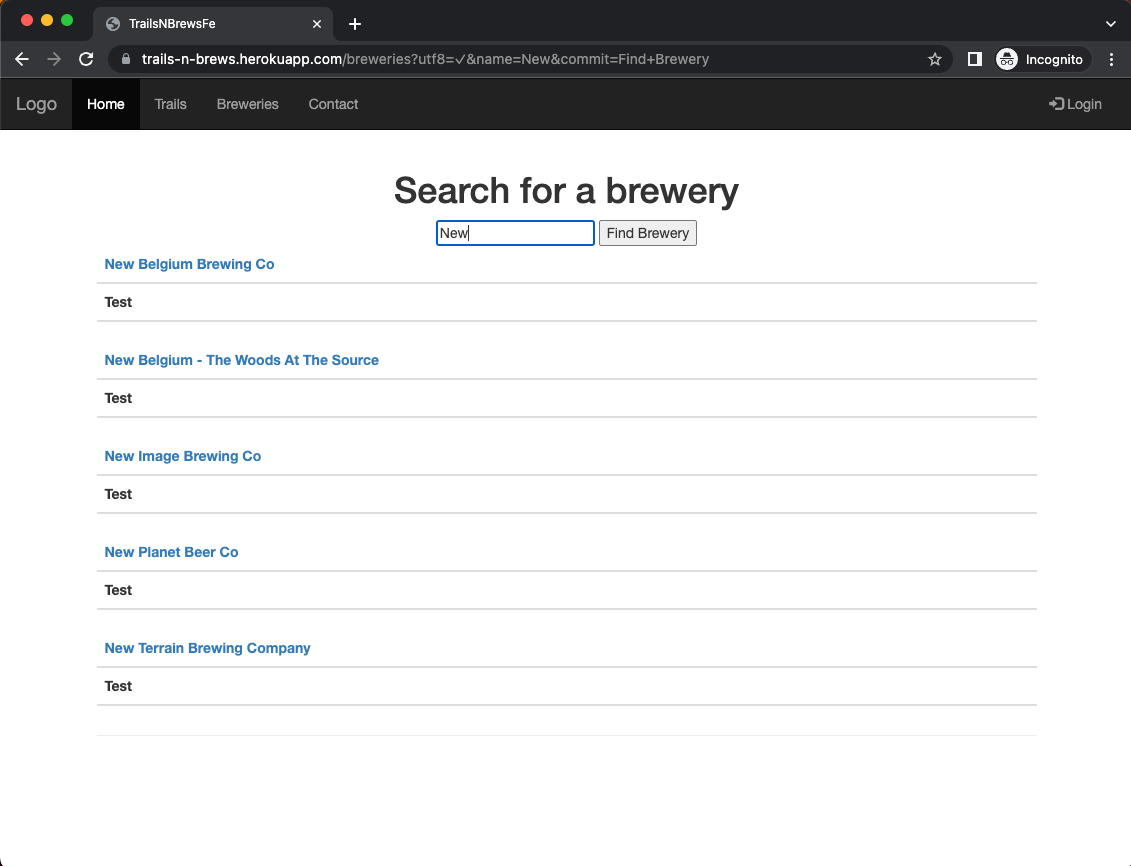 TrailsNBrewsFe
trails-n-brews.herokuapp.com/breweries?utf8=✓&name=New&commit=Find+Brewery
Incognito
Logo Home Trails Breweries Contact Login
Search for a brewery
New Find Brewery
New Belgium Brewing Co
Test
New Belgium - The Woods At The Source
Test
New Image Brewing Co
Test
New Planet Beer Co
Test
New Terrain Brewing Company
Test